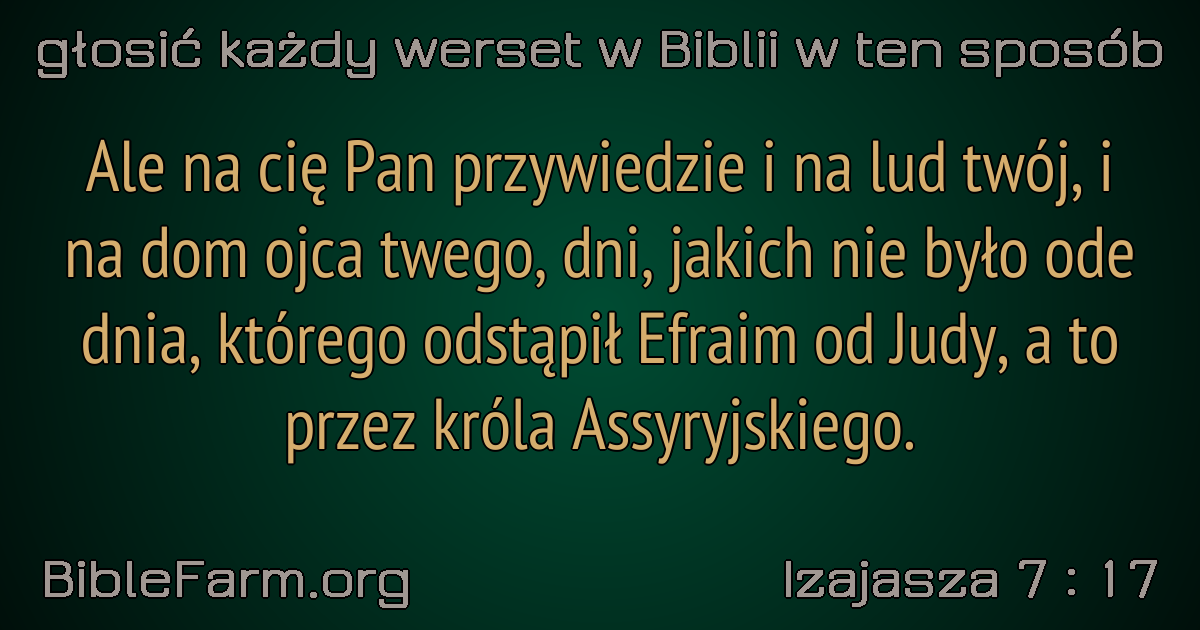 głosić każdy werset w Biblii w ten sposób
Ale na cię Pan przywiedzie i na lud twój, i
na dom ojca twego, dni, jakich nie było ode
dnia, którego odstąpił Efraim od Judy, a to
przez króla Assyryjskiego.
BibleFarm.org
Izajasza 7 : 17